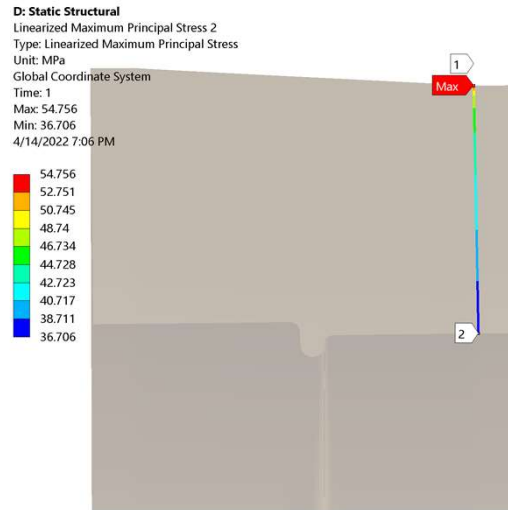 D: Static Structural
Linearized Maximum Principal Stress 2
Type: Linearized Maximum Principal Stress
Unit: MPa
Global Coordinate System
Time: 1
Max: 54.756
Min: 36.706
4/14/2022 7:06 PM
54.756
52.751
50.745
48.74
46.734
44.728
42.723
40.717
38.711
36.706
1
Max
2